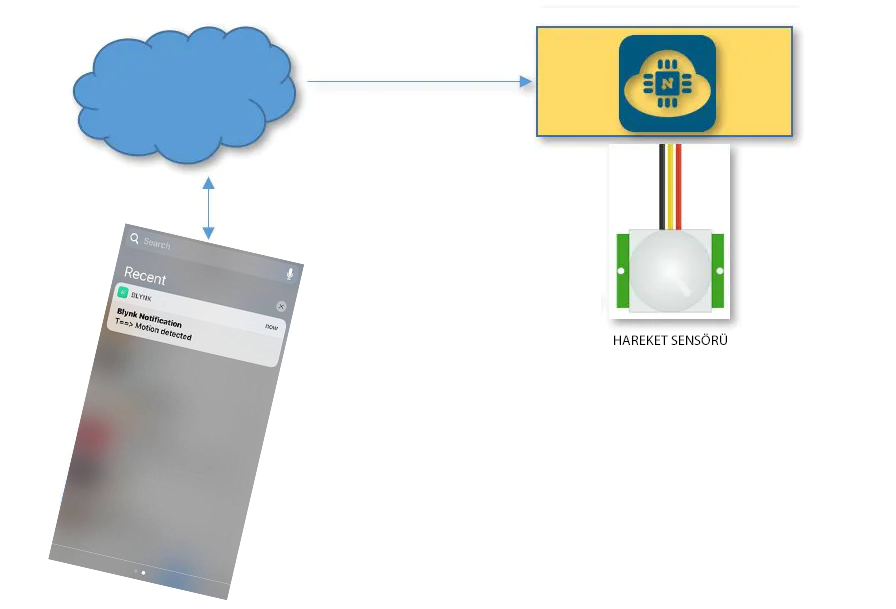 Search
Recent
BLYNK
now
Blynk Notification
T==> Motion detected
N
HAREKET SENSÖRÜ